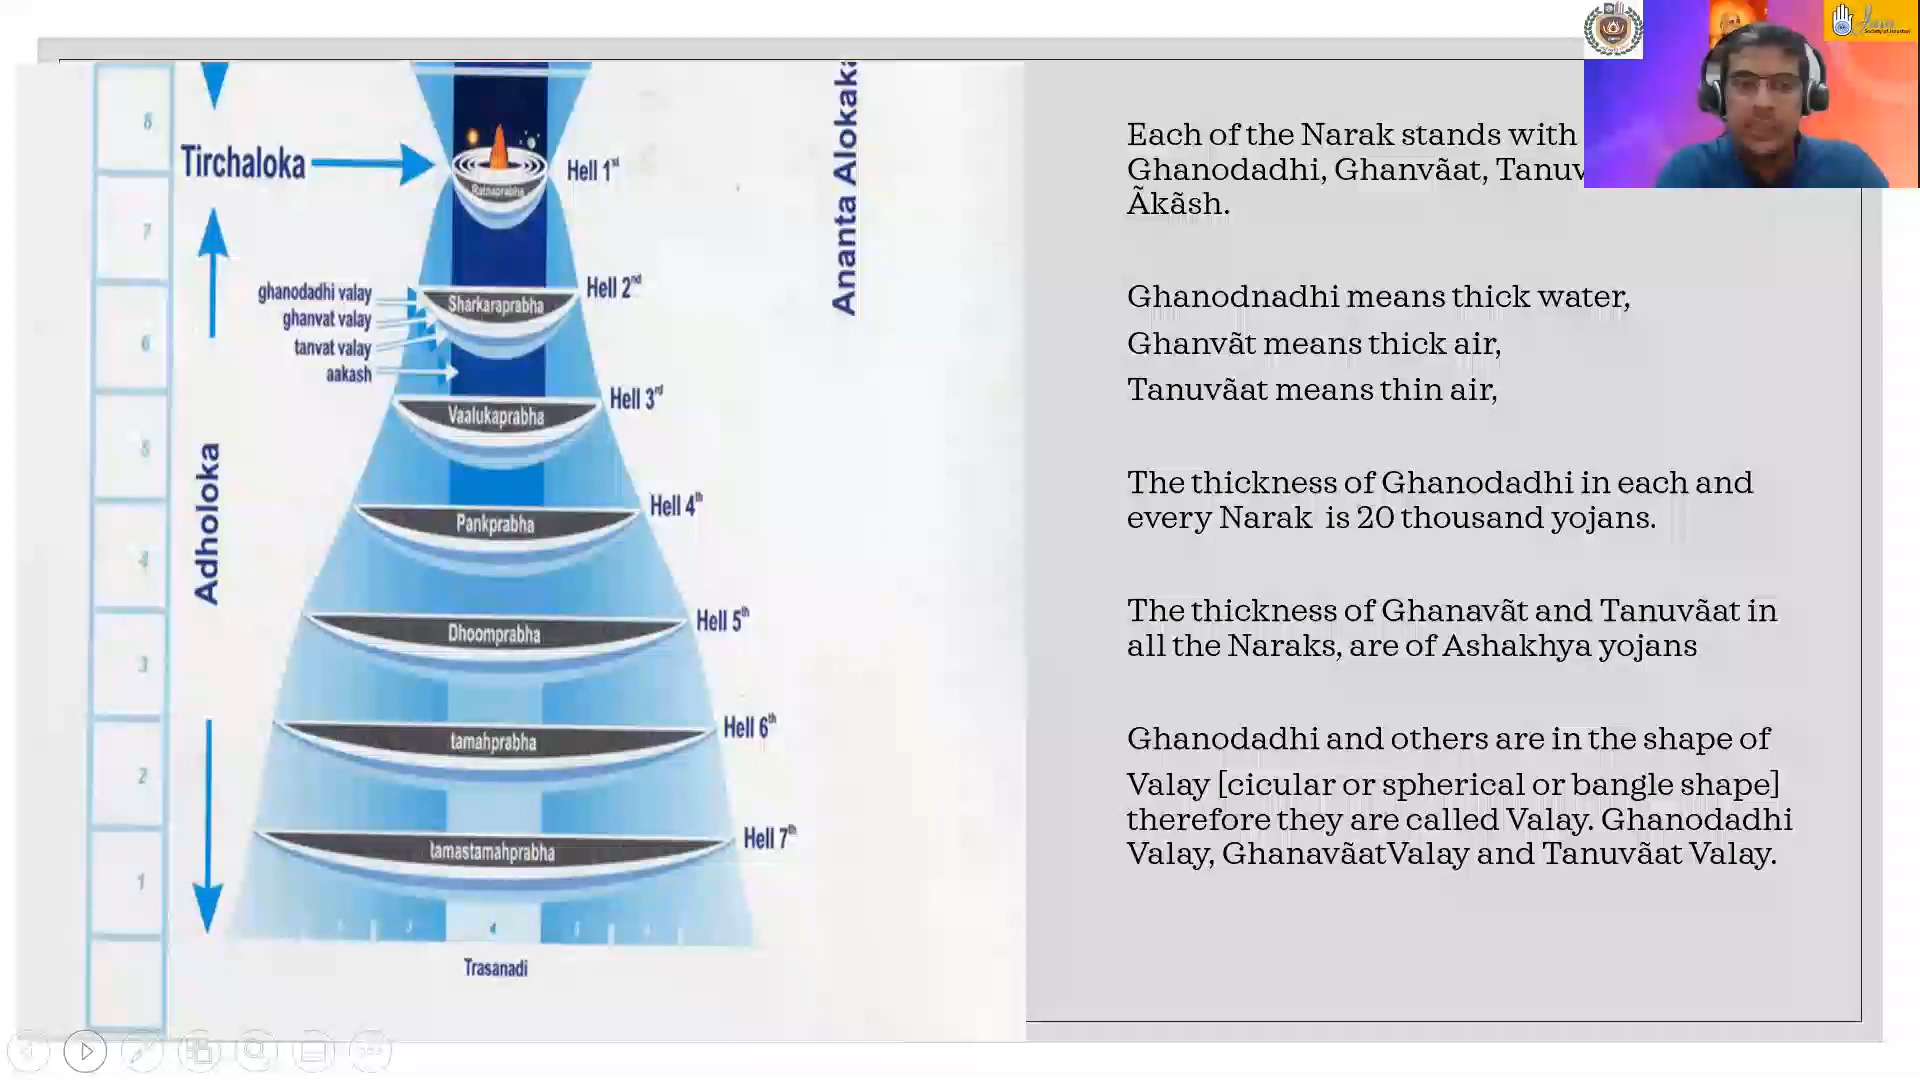 8
Tirchaloka
Ratnaprabha
Hell 1st
7
ghanodadhi valay
ghanvat valay
tanvat valay
aakash
Sharkaraprabha
Hell 2nd
6
Vaalukaprabha
Hell 3rd
5
Adholoka
Pankprabha
Hell 4th
4
Dhoomprabha
Hell 5th
3
tamahprabha
Hell 6th
2
tamastamahprabha
Hell 7th
1
Trasanadi
Ananta Alokak
Each of the Narak stands with
Ghanodadhi, Ghanvãat, Tanuv
Ãkãsh.
Ghanodnadhi means thick water,
Ghanvãt means thick air,
Tanuvãat means thin air,
The thickness of Ghanodadhi in each and
every Narak is 20 thousand yojans.
The thickness of Ghanavãt and Tanuvãat in
all the Naraks, are of Ashakhya yojans
Ghanodadhi and others are in the shape of
Valay [cicular or spherical or bangle shape]
therefore they are called Valay. Ghanodadhi
Valay, GhanavãatValay and Tanuvãat Valay.
Society of Houston